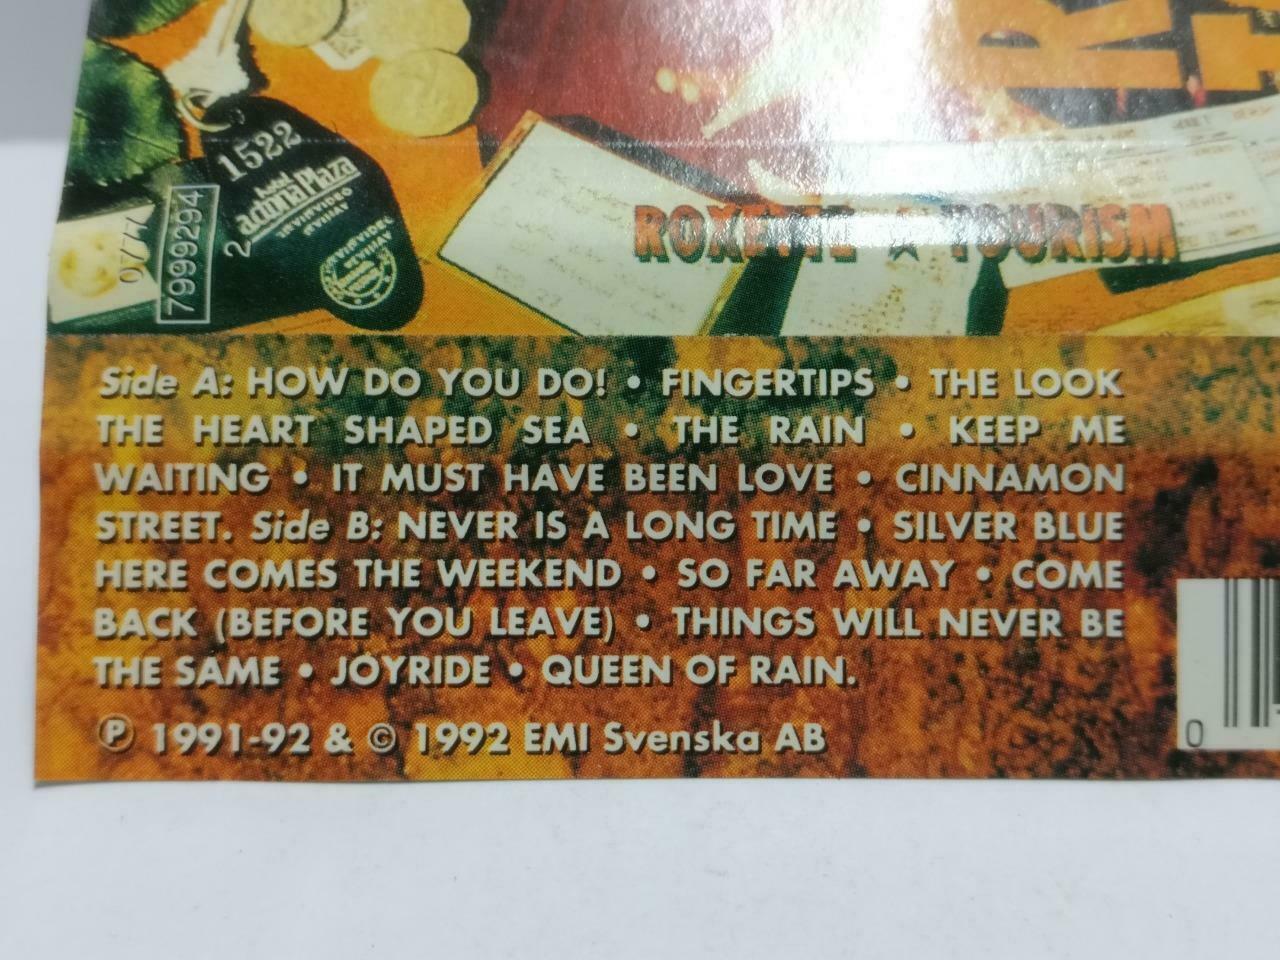 1522
hotel
Plaza
0777
7999294
2
ROXETTE ★ TOURISM
Side A: HOW DO YOU DO! • FINGERTIPS • THE LOOK
THE HEART SHAPED SEA • THE RAIN • KEEP ME
WAITING • IT MUST HAVE BEEN LOVE • CINNAMON
STREET. Side B: NEVER IS A LONG TIME • SILVER BLUE
HERE COMES THE WEEKEND • SO FAR AWAY • COME
BACK (BEFORE YOU LEAVE) • THINGS WILL NEVER BE
THE SAME • JOYRIDE • QUEEN OF RAIN.
℗ 1991-92 & © 1992 EMI Svenska AB
0